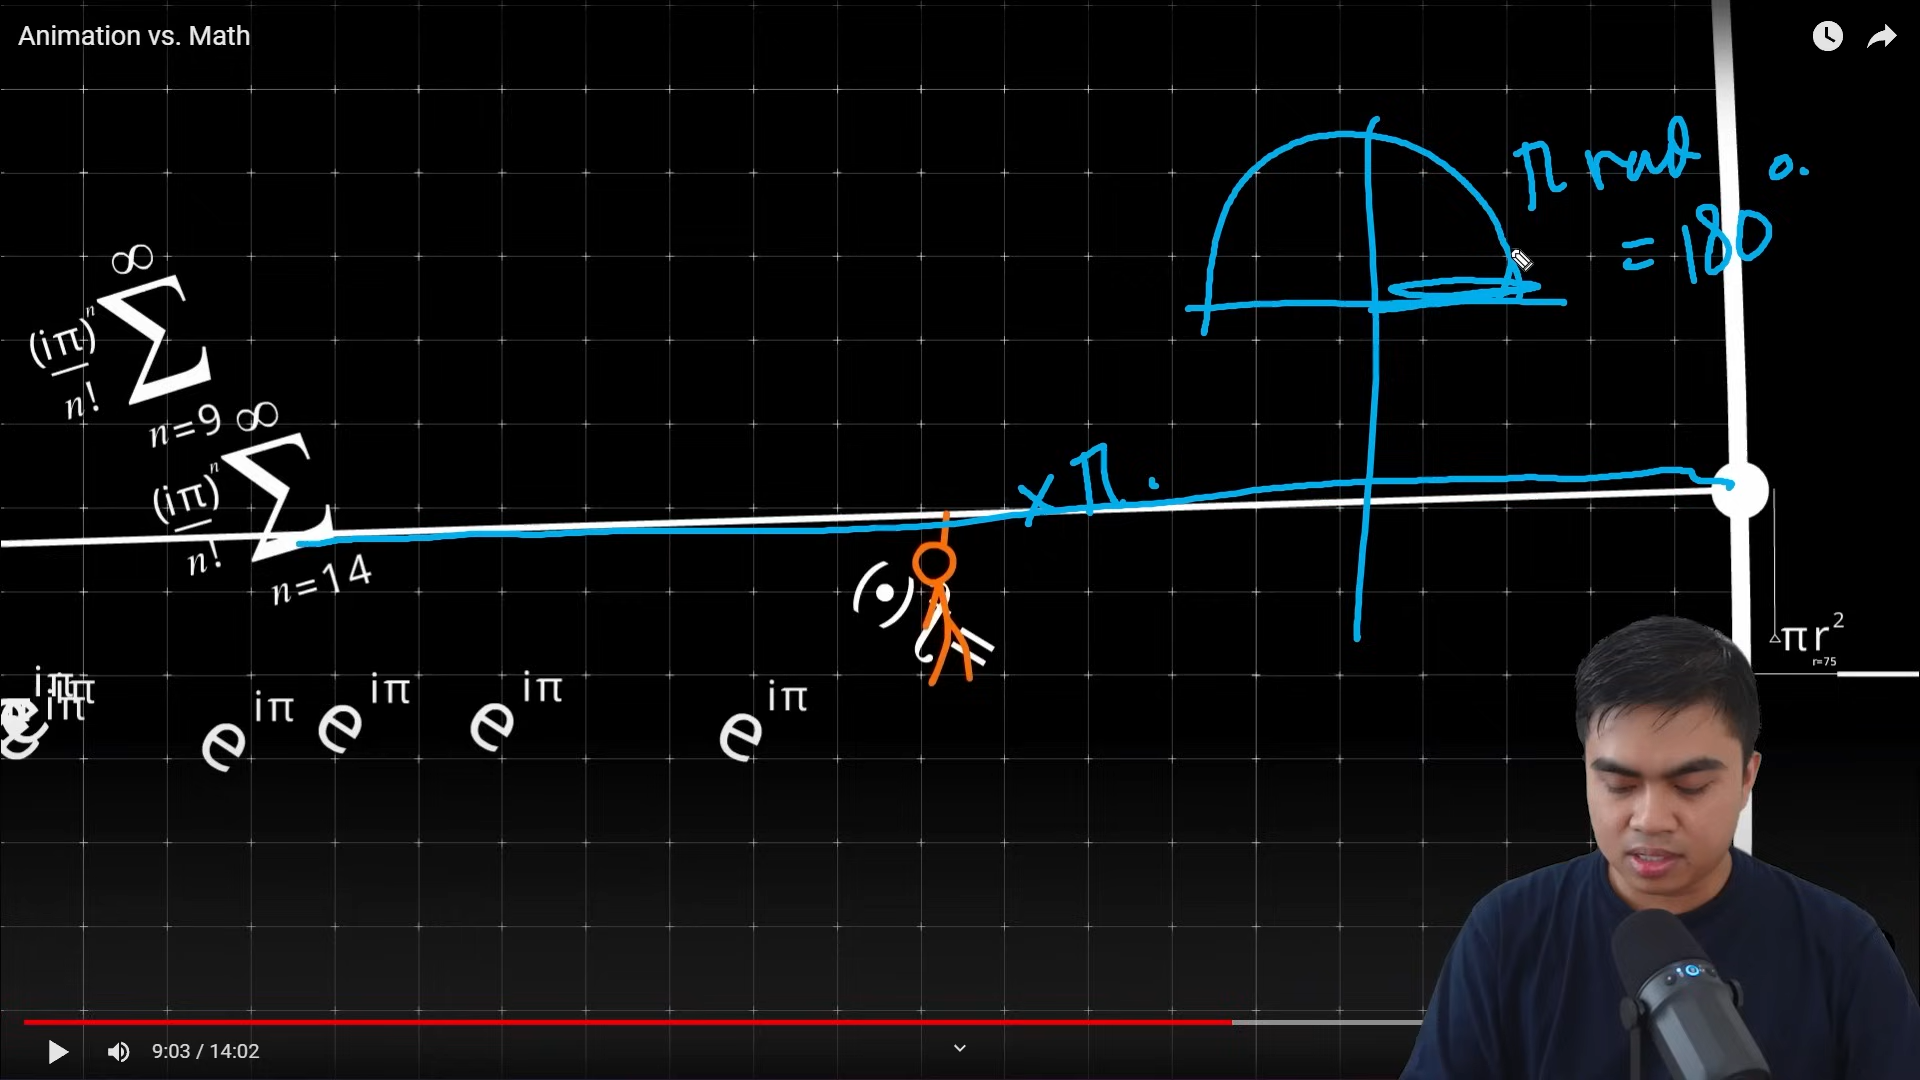 Animation vs. Math
π rad
= 180°
∞
Σ
(iπ)ⁿ
n!
n=9
∞
Σ
(iπ)ⁿ
n!
n=14
× π
(•)
πr²
r=75
e^iπ
e^iπ
e^iπ
e^iπ
9:03 / 14:02